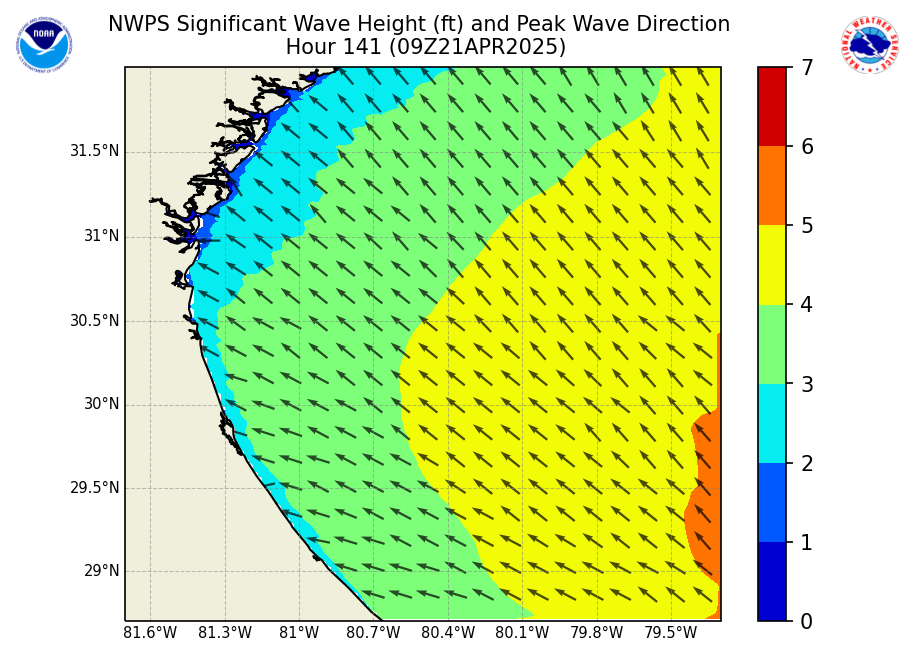 NWPS Significant Wave Height (ft) and Peak Wave Direction
Hour 141 (09Z21APR2025)
NOAA
NATIONAL WEATHER SERVICE
31.5°N
31°N
30.5°N
30°N
29.5°N
29°N
81.6°W 81.3°W 81°W 80.7°W 80.4°W 80.1°W 79.8°W 79.5°W
7
6
5
4
3
2
1
0